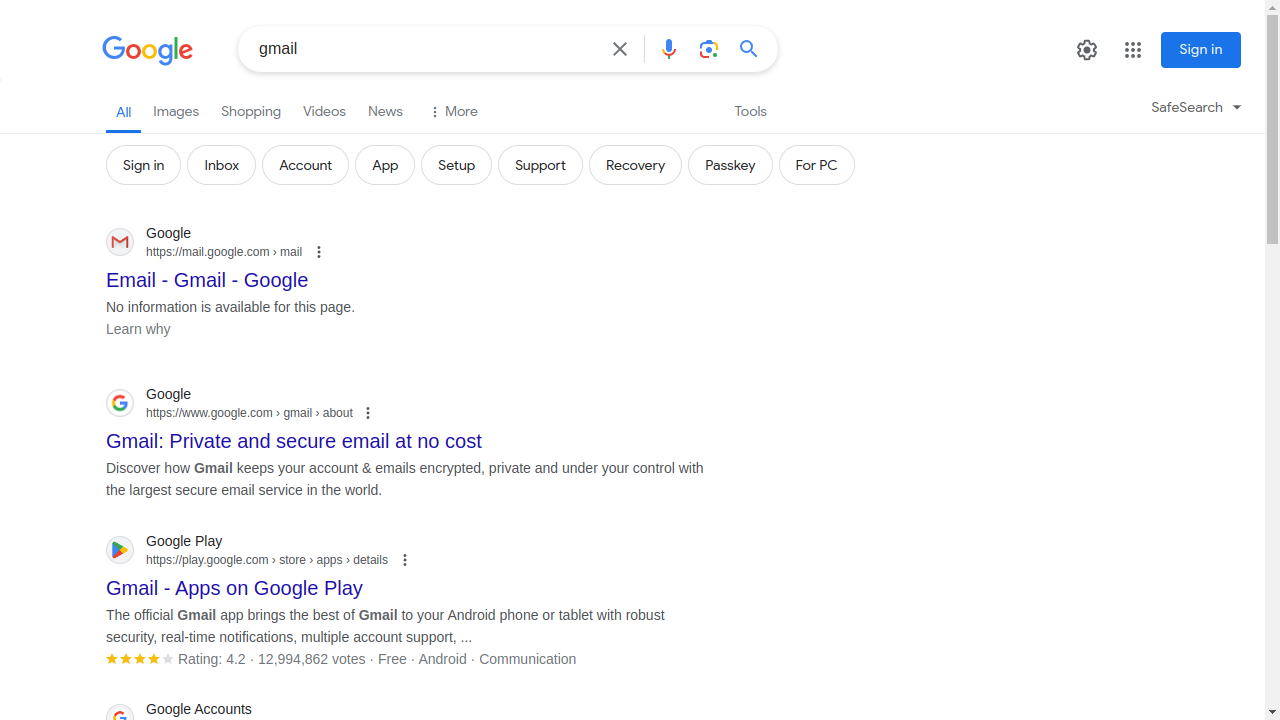 Google
gmail
Sign in
All
Images
Shopping
Videos
News
More
Tools
SafeSearch
Sign in
Inbox
Account
App
Setup
Support
Recovery
Passkey
For PC
Google
https://mail.google.com › mail
Email - Gmail - Google
No information is available for this page.
Learn why
Google
https://www.google.com › gmail › about
Gmail: Private and secure email at no cost
Discover how Gmail keeps your account & emails encrypted, private and under your control with
the largest secure email service in the world.
Google Play
https://play.google.com › store › apps › details
Gmail - Apps on Google Play
The official Gmail app brings the best of Gmail to your Android phone or tablet with robust
security, real-time notifications, multiple account support, ...
Rating: 4.2 · 12,994,862 votes · Free · Android · Communication
Google Accounts